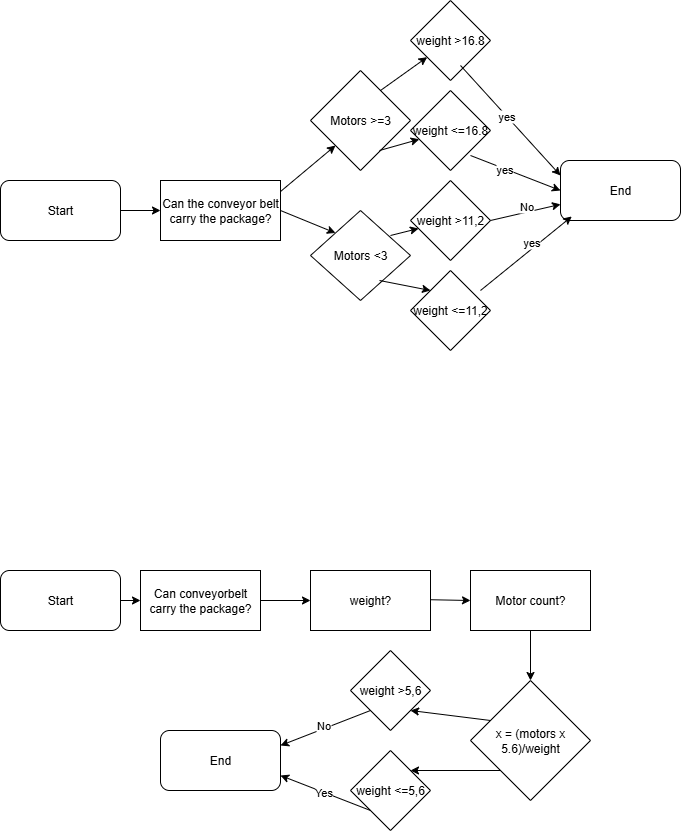 weight >16.8
Motors >=3
yes
weight <=16.8
yes
Start
Can the conveyor belt
carry the package?
End
weight >11,2
No
Motors <3
yes
weight <=11,2
Start
Can conveyorbelt
carry the package?
weight?
Motor count?
weight >5,6
x = (motors x
5.6)/weight
No
End
weight <=5,6
Yes